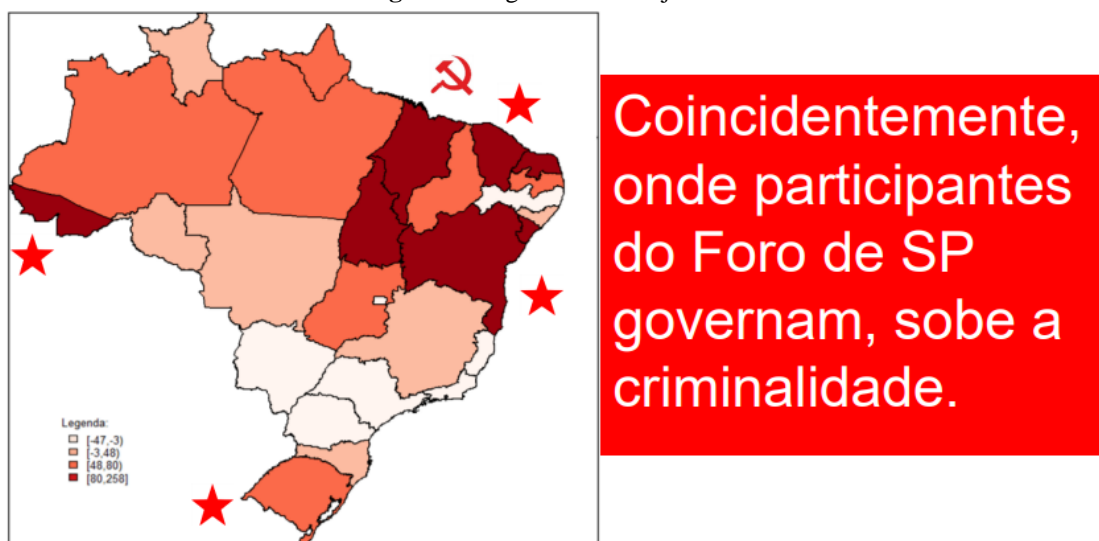 Coincidentemente,
onde participantes
do Foro de SP
governam, sobe a
criminalidade.
Legenda:
[-47,-3)
[-3,48)
[48,80)
[80,258]